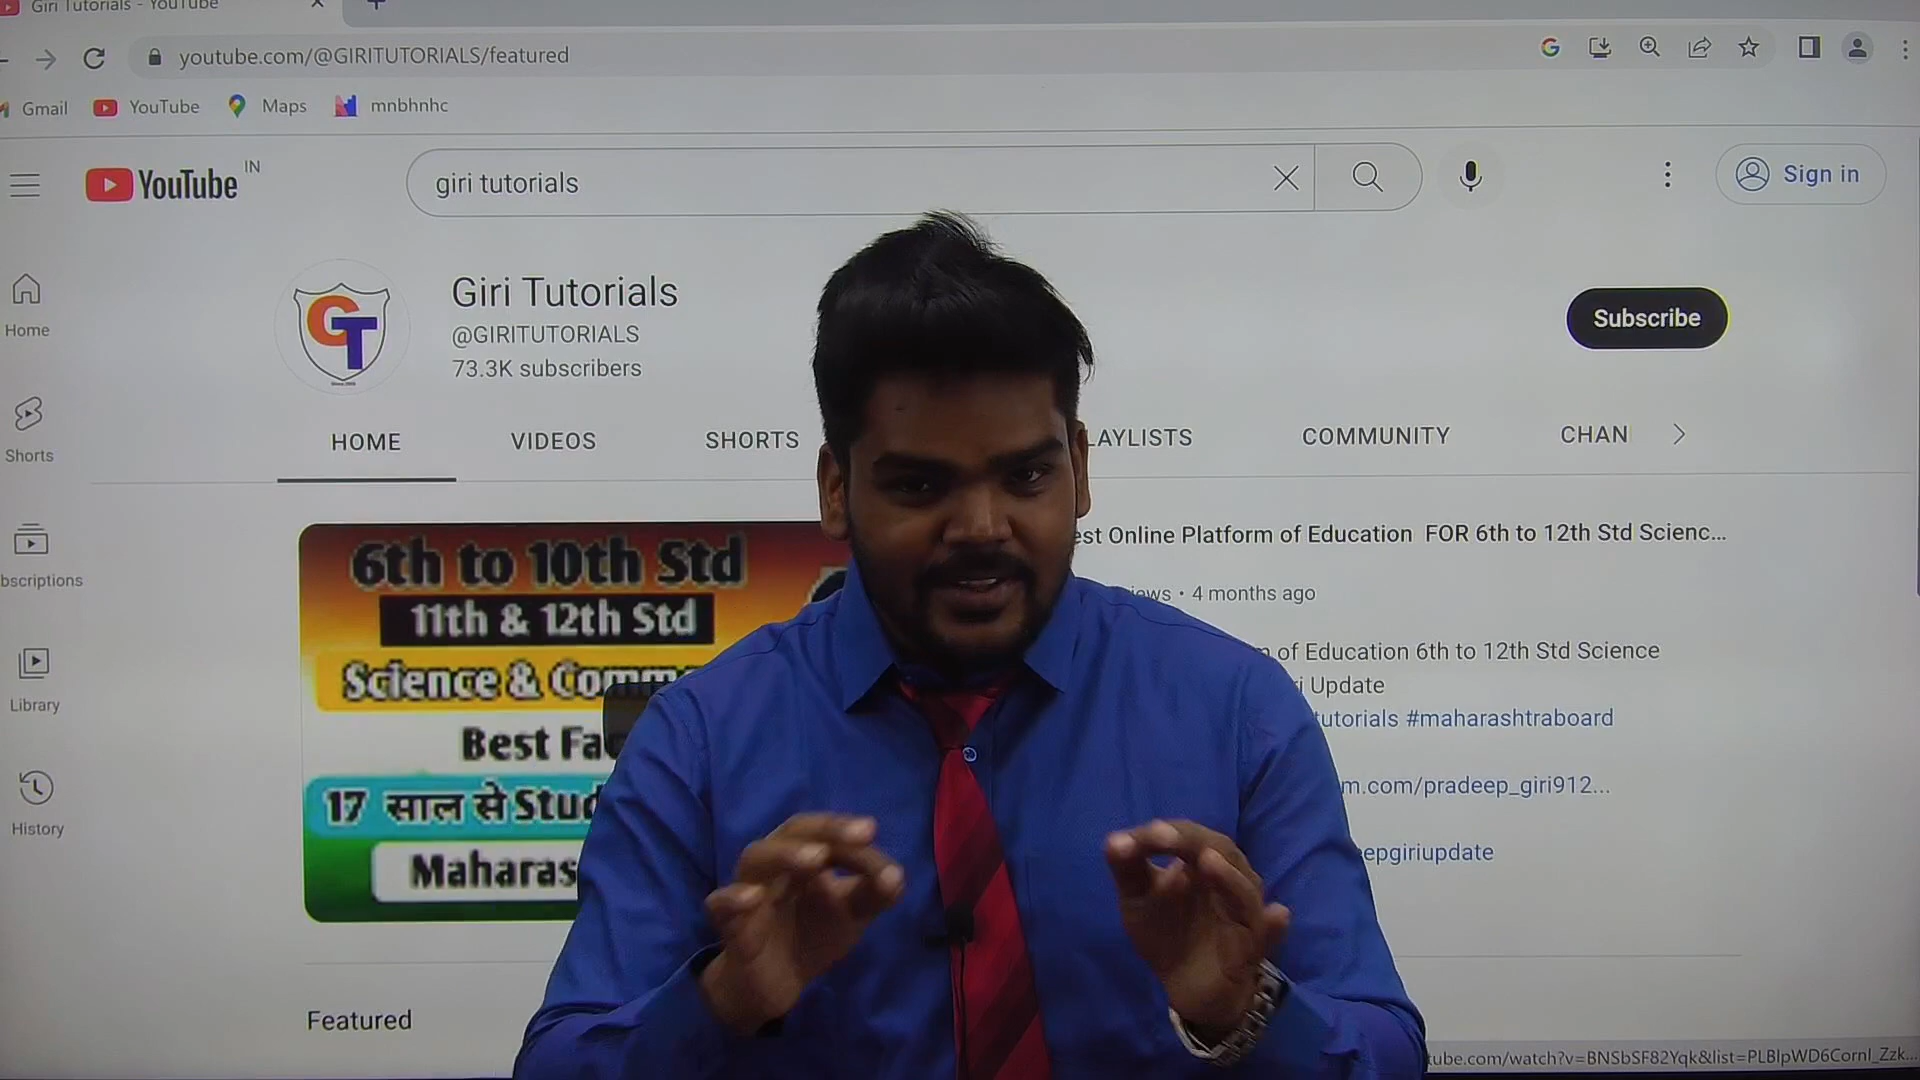 Giri Tutorials - YouTube
youtube.com/@GIRITUTORIALS/featured
Gmail YouTube Maps mnbhnhc
YouTube IN
giri tutorials
Sign in
Giri Tutorials
@GIRITUTORIALS
73.3K subscribers
Subscribe
GT
HOME VIDEOS SHORTS LAYLISTS COMMUNITY CHAN
Home
Shorts
bscriptions
Library
History
6th to 10th Std
11th & 12th Std
Science & Comm
Best Fa
17 साल से Stud
Maharas
est Online Platform of Education FOR 6th to 12th Std Scienc...
iews • 4 months ago
of Education 6th to 12th Std Science
ri Update
tutorials #maharashtraboard
m.com/pradeep_giri912...
epgiriupdate
Featured
tube.com/watch?v=BNSbSF82Yqk&list=PLBlpWD6Cornl_Zzk...